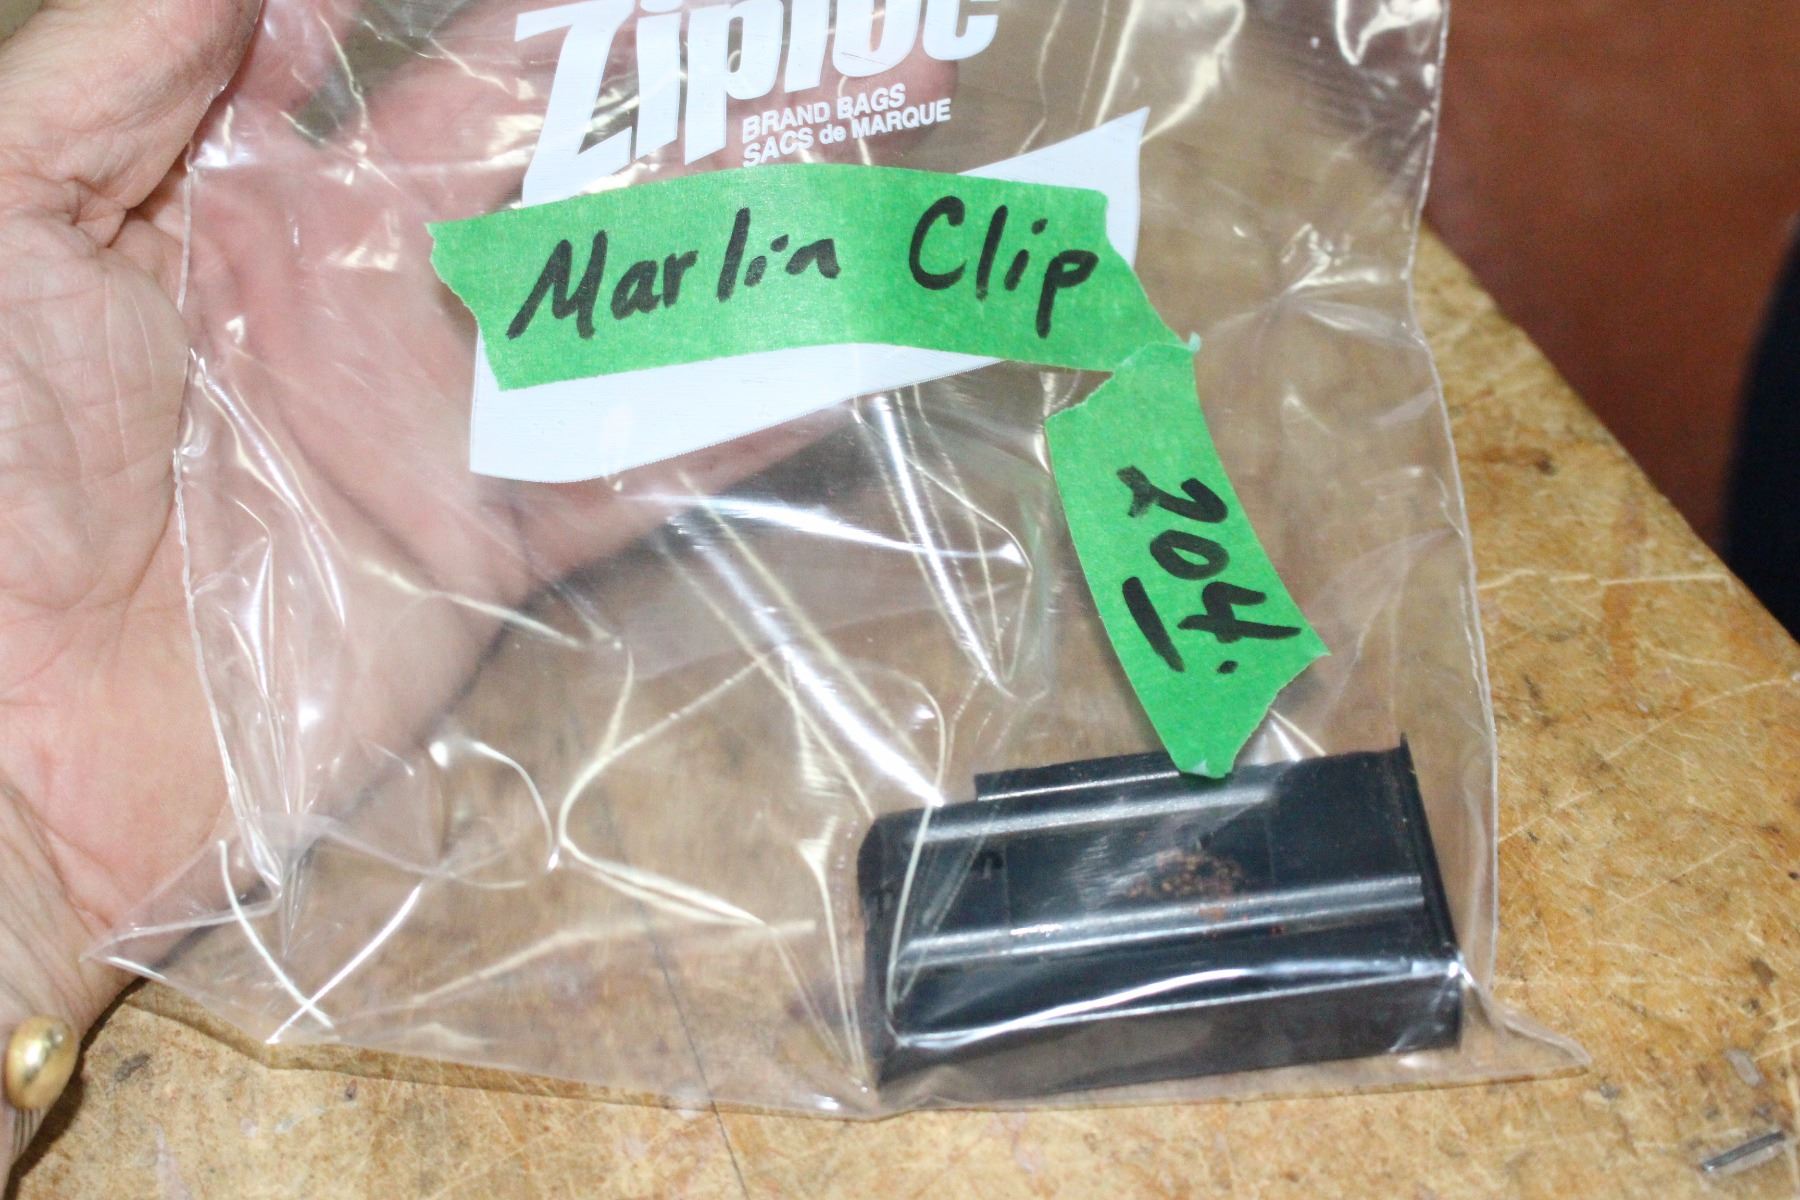 Ziploc
BRAND BAGS
SACS de MARQUE
Marlin Clip
204.